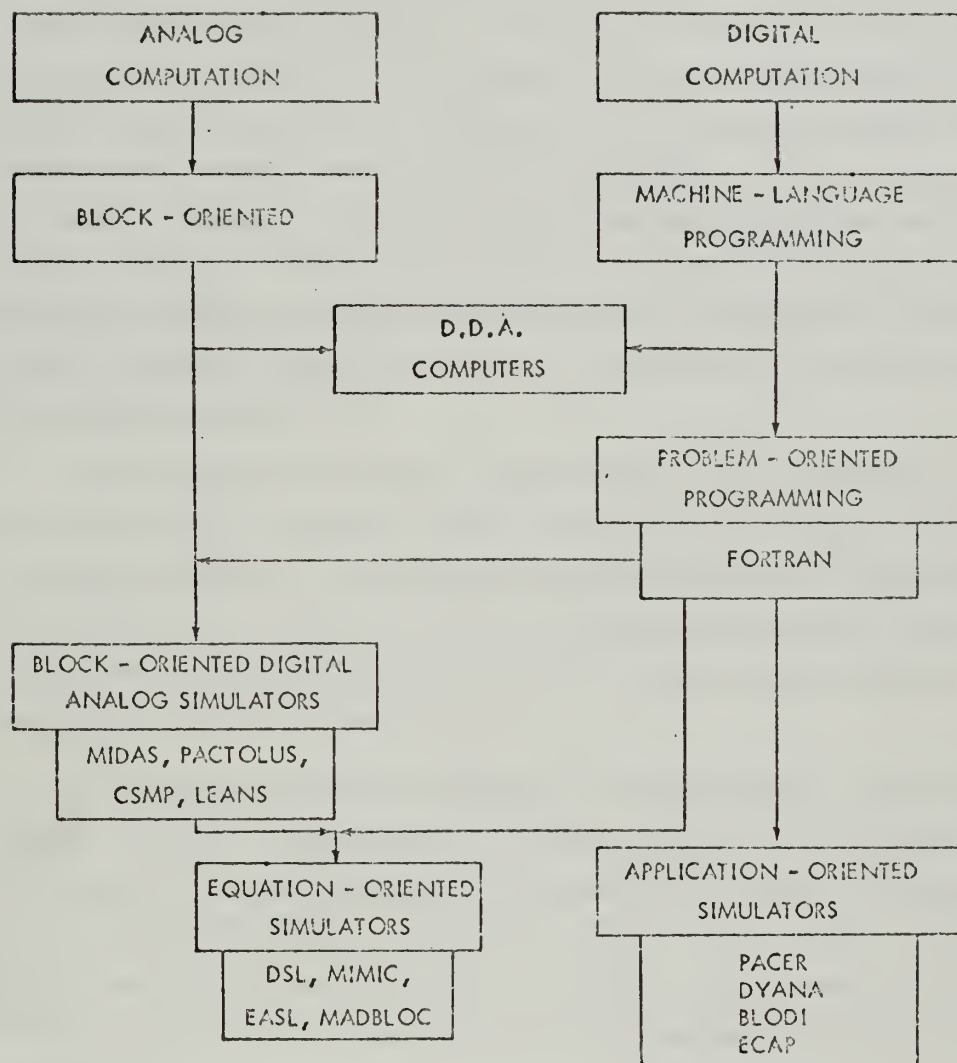 ANALOG
COMPUTATION
DIGITAL
COMPUTATION
BLOCK - ORIENTED
MACHINE - LANGUAGE
PROGRAMMING
D.D.A.
COMPUTERS
PROBLEM - ORIENTED
PROGRAMMING
FORTRAN
BLOCK - ORIENTED DIGITAL
ANALOG SIMULATORS
MIDAS, PACTOLUS,
CSMP, LEANS
EQUATION - ORIENTED
SIMULATORS
DSL, MIMIC,
EASL, MADBLOC
APPLICATION - ORIENTED
SIMULATORS
PACER
DYANA
BLODI
ECAP